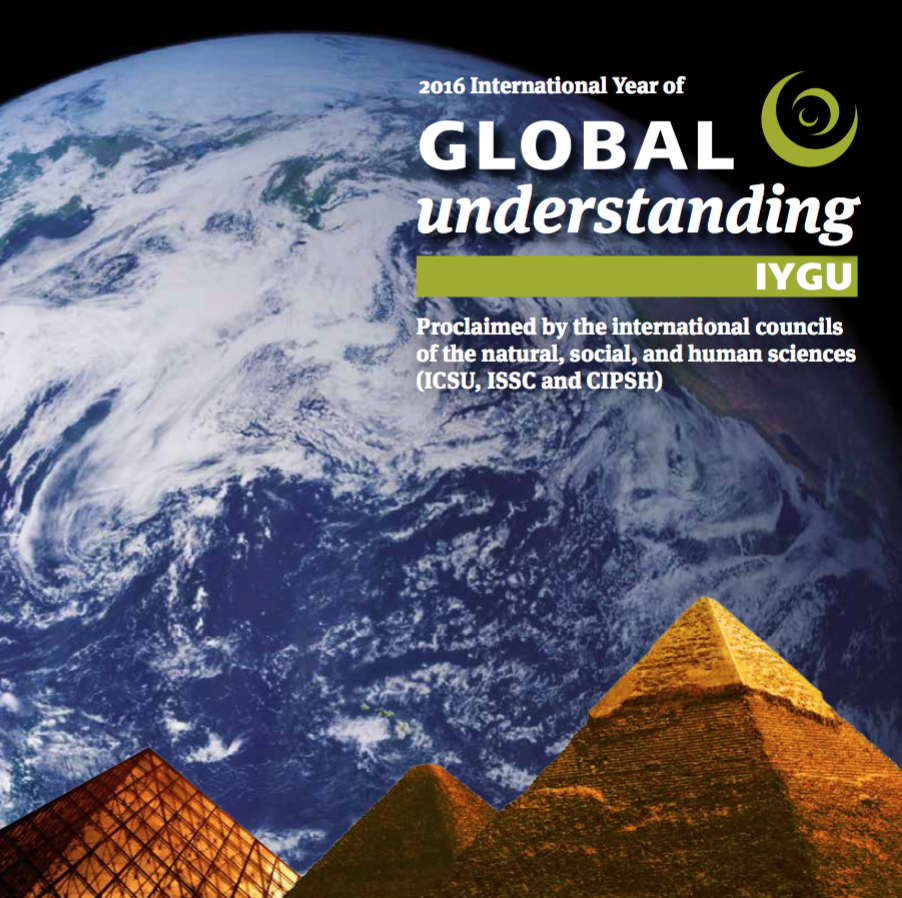 2016 International Year of
GLOBAL
understanding
IYGU
Proclaimed by the international councils
of the natural, social, and human sciences
(ICSU, ISSC and CIPSH)